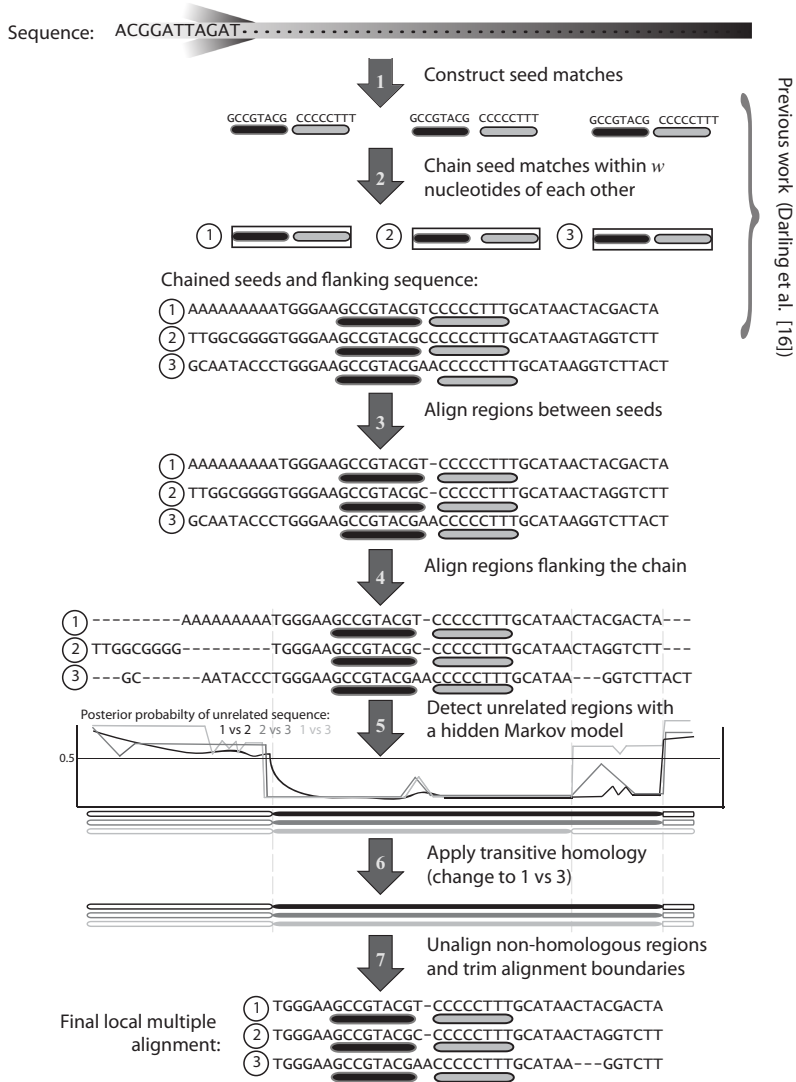 Sequence: ACGGATTAGAT
1 Construct seed matches
GCCGTACG CCCCCTTT GCCGTACG CCCCCTTT GCCGTACG CCCCCTTT
2 Chain seed matches within w
nucleotides of each other
Previous work (Darling et al. [16])
1 2 3
Chained seeds and flanking sequence:
1 AAAAAAAAATGGGAAGCCGTACGTCCCCCTTTGCATAACTACGACTA
2 TTGGCGGGGTGGGAAGCCGTACGCCCCCCTTTGCATAAGTAGGTCTT
3 GCAATACCCTGGGAAGCCGTACGAACCCCCTTTGCATAAGGTCTTACT
3 Align regions between seeds
1 AAAAAAAAATGGGAAGCCGTACGT-CCCCCTTTGCATAACTACGACTA
2 TTGGCGGGGTGGGAAGCCGTACGC-CCCCCTTTGCATAACTAGGTCTT
3 GCAATACCCTGGGAAGCCGTACGAACCCCCTTTGCATAAGGTCTTACT
4 Align regions flanking the chain
1 ---------AAAAAAAAATGGGAAGCCGTACGT-CCCCCTTTGCATAACTACGACTA---
2 TTGGCGGGG---------TGGGAAGCCGTACGC-CCCCCTTTGCATAACTAGGTCTT---
3 ---GC------AATACCCTGGGAAGCCGTACGAACCCCCTTTGCATAA---GGTCTTACT
5 Detect unrelated regions with
a hidden Markov model
Posterior probabilty of unrelated sequence:
1 vs 2 2 vs 3 1 vs 3
0.5
6 Apply transitive homology
(change to 1 vs 3)
7 Unalign non-homologous regions
and trim alignment boundaries
Final local multiple
alignment:
1 TGGGAAGCCGTACGT-CCCCCTTTGCATAACTACGACTA
2 TGGGAAGCCGTACGC-CCCCCTTTGCATAACTAGGTCTT
3 TGGGAAGCCGTACGAACCCCCTTTGCATAA---GGTCTT